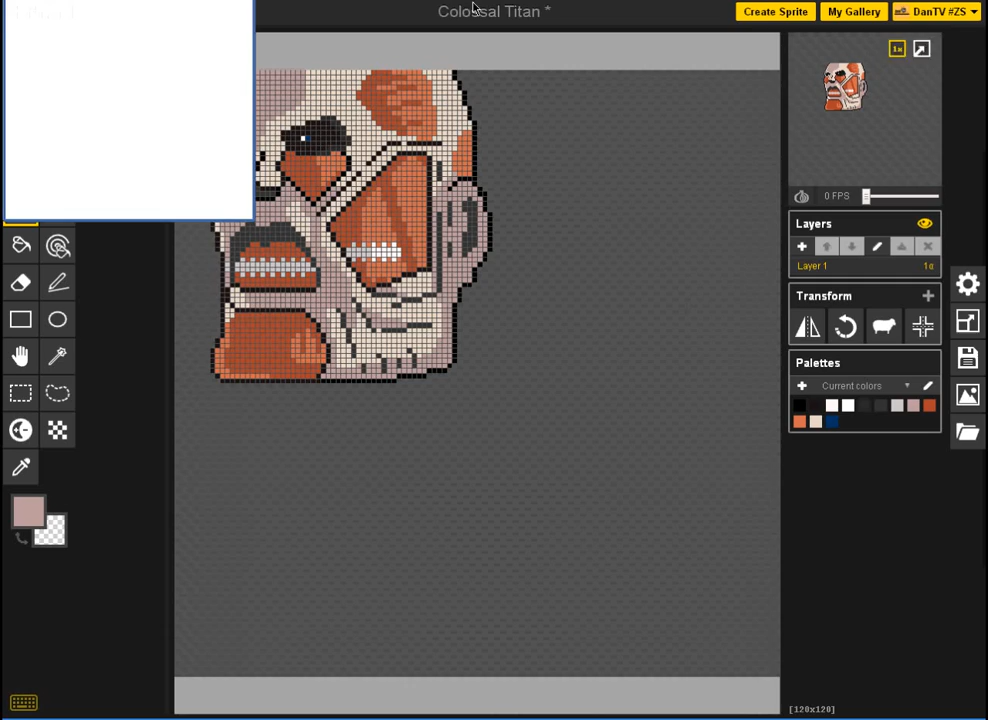 Colossal Titan *
Create Sprite
My Gallery
DanTV #ZS
1x
0 FPS
Layers
Layer 1
1α
Transform
Palettes
Current colors
[120x120]